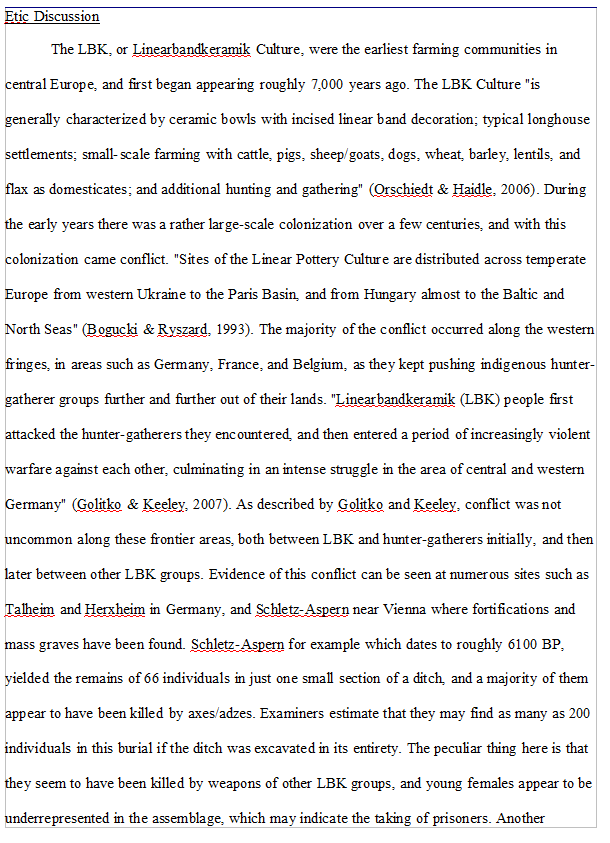 Etic Discussion
The LBK, or Linearbandkeramik Culture, were the earliest farming communities in
central Europe, and first began appearing roughly 7,000 years ago. The LBK Culture "is
generally characterized by ceramic bowls with incised linear band decoration; typical longhouse
settlements; small-scale farming with cattle, pigs, sheep/goats, dogs, wheat, barley, lentils, and
flax as domesticates; and additional hunting and gathering" (Orschiedt & Haidle, 2006). During
the early years there was a rather large-scale colonization over a few centuries, and with this
colonization came conflict. "Sites of the Linear Pottery Culture are distributed across temperate
Europe from western Ukraine to the Paris Basin, and from Hungary almost to the Baltic and
North Seas" (Bogucki & Ryszard, 1993). The majority of the conflict occurred along the western
fringes, in areas such as Germany, France, and Belgium, as they kept pushing indigenous hunter-
gatherer groups further and further out of their lands. "Linearbandkeramik (LBK) people first
attacked the hunter-gatherers they encountered, and then entered a period of increasingly violent
warfare against each other, culminating in an intense struggle in the area of central and western
Germany" (Golitko & Keeley, 2007). As described by Golitko and Keeley, conflict was not
uncommon along these frontier areas, both between LBK and hunter-gatherers initially, and then
later between other LBK groups. Evidence of this conflict can be seen at numerous sites such as
Talheim and Herxheim in Germany, and Schletz-Aspern near Vienna where fortifications and
mass graves have been found. Schletz-Aspern for example which dates to roughly 6100 BP,
yielded the remains of 66 individuals in just one small section of a ditch, and a majority of them
appear to have been killed by axes/adzes. Examiners estimate that they may find as many as 200
individuals in this burial if the ditch was excavated in its entirety. The peculiar thing here is that
they seem to have been killed by weapons of other LBK groups, and young females appear to be
underrepresented in the assemblage, which may indicate the taking of prisoners. Another